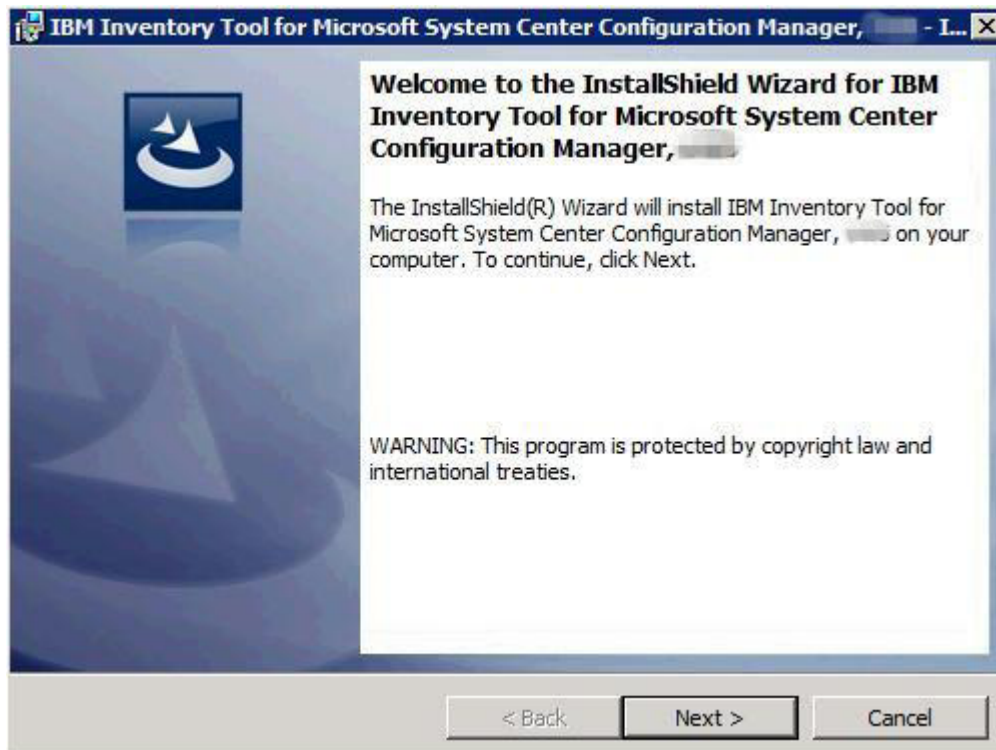 IBM Inventory Tool for Microsoft System Center Configuration Manager, - I...
Welcome to the InstallShield Wizard for IBM
Inventory Tool for Microsoft System Center
Configuration Manager,
The InstallShield(R) Wizard will install IBM Inventory Tool for
Microsoft System Center Configuration Manager, on your
computer. To continue, click Next.
WARNING: This program is protected by copyright law and
international treaties.
< Back
Next >
Cancel